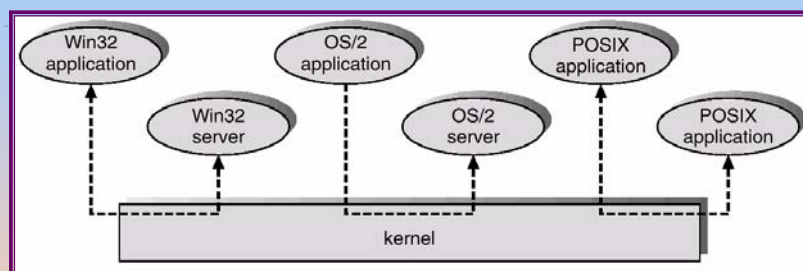 Win32
application
OS/2
application
POSIX
application
Win32
server
OS/2
server
POSIX
application
kernel